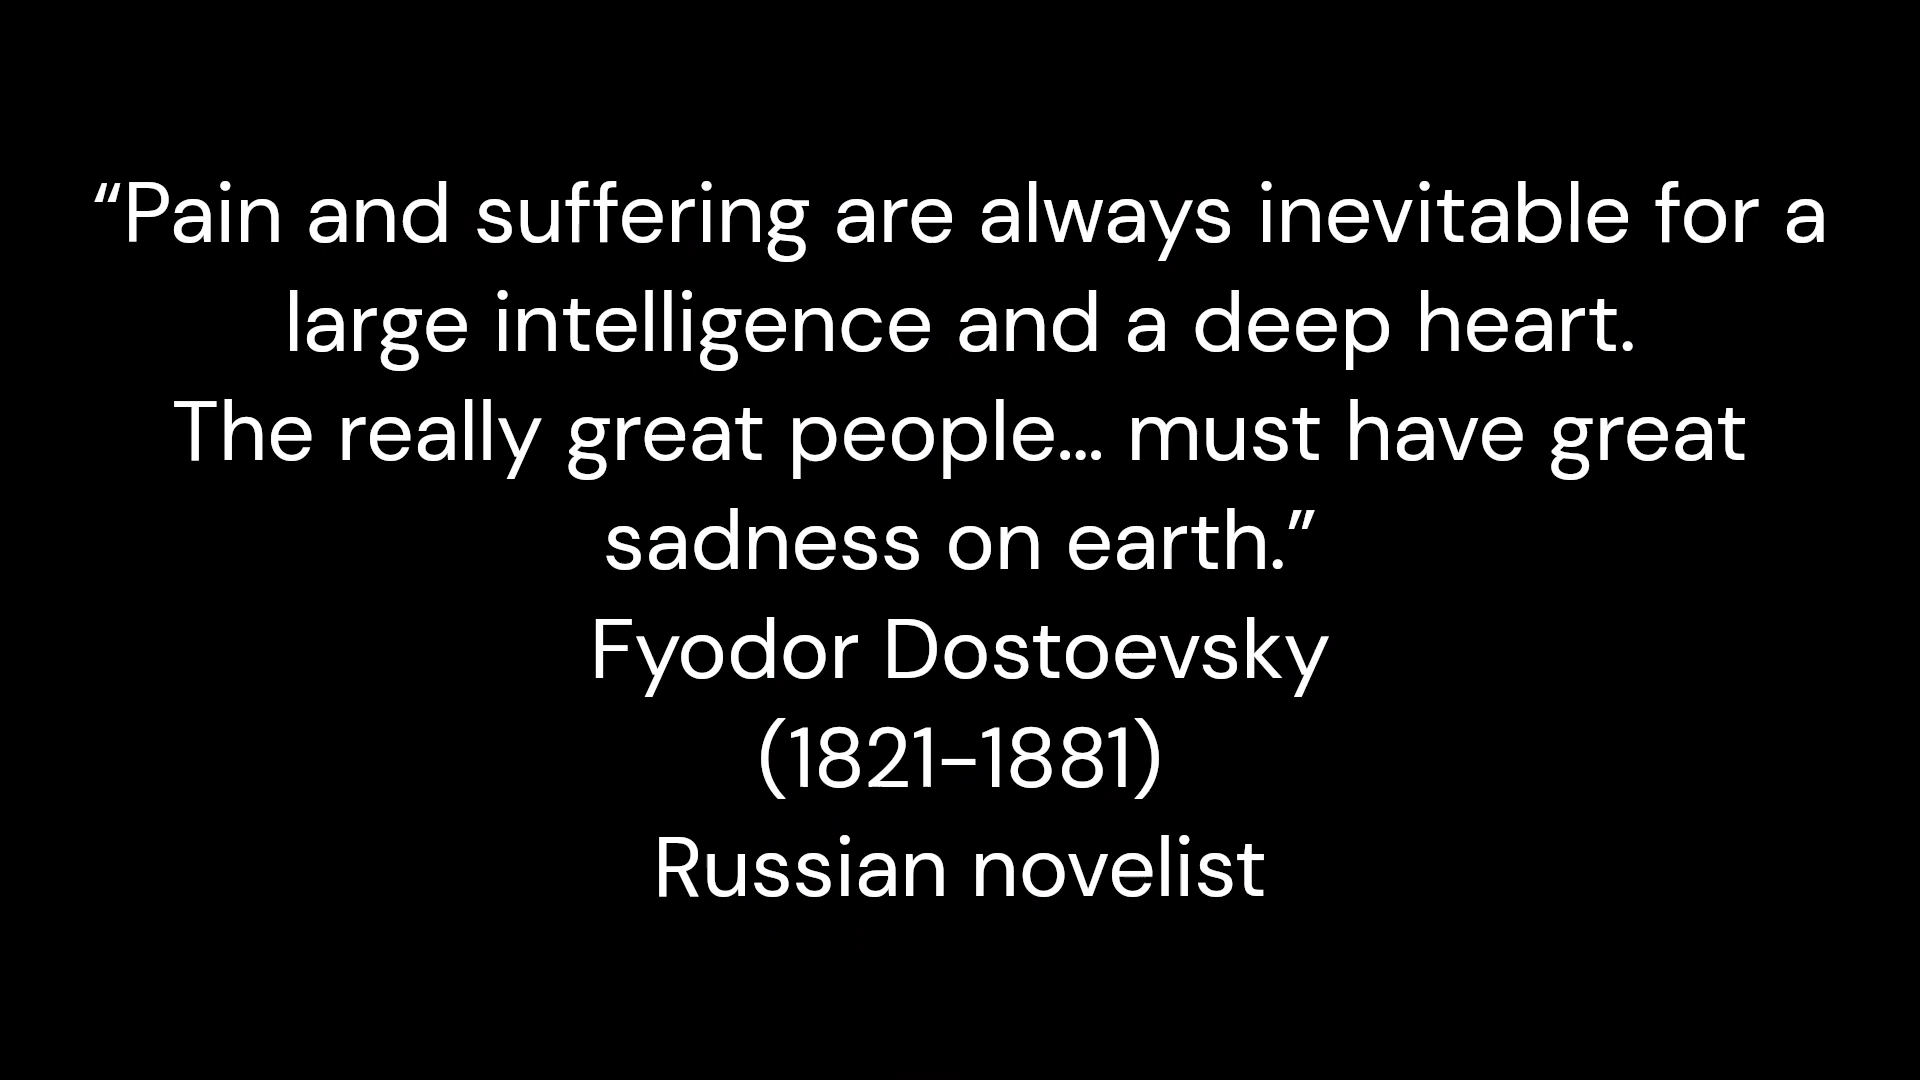 “Pain and suffering are always inevitable for a
large intelligence and a deep heart.
The really great people... must have great
sadness on earth.”
Fyodor Dostoevsky
(1821-1881)
Russian novelist